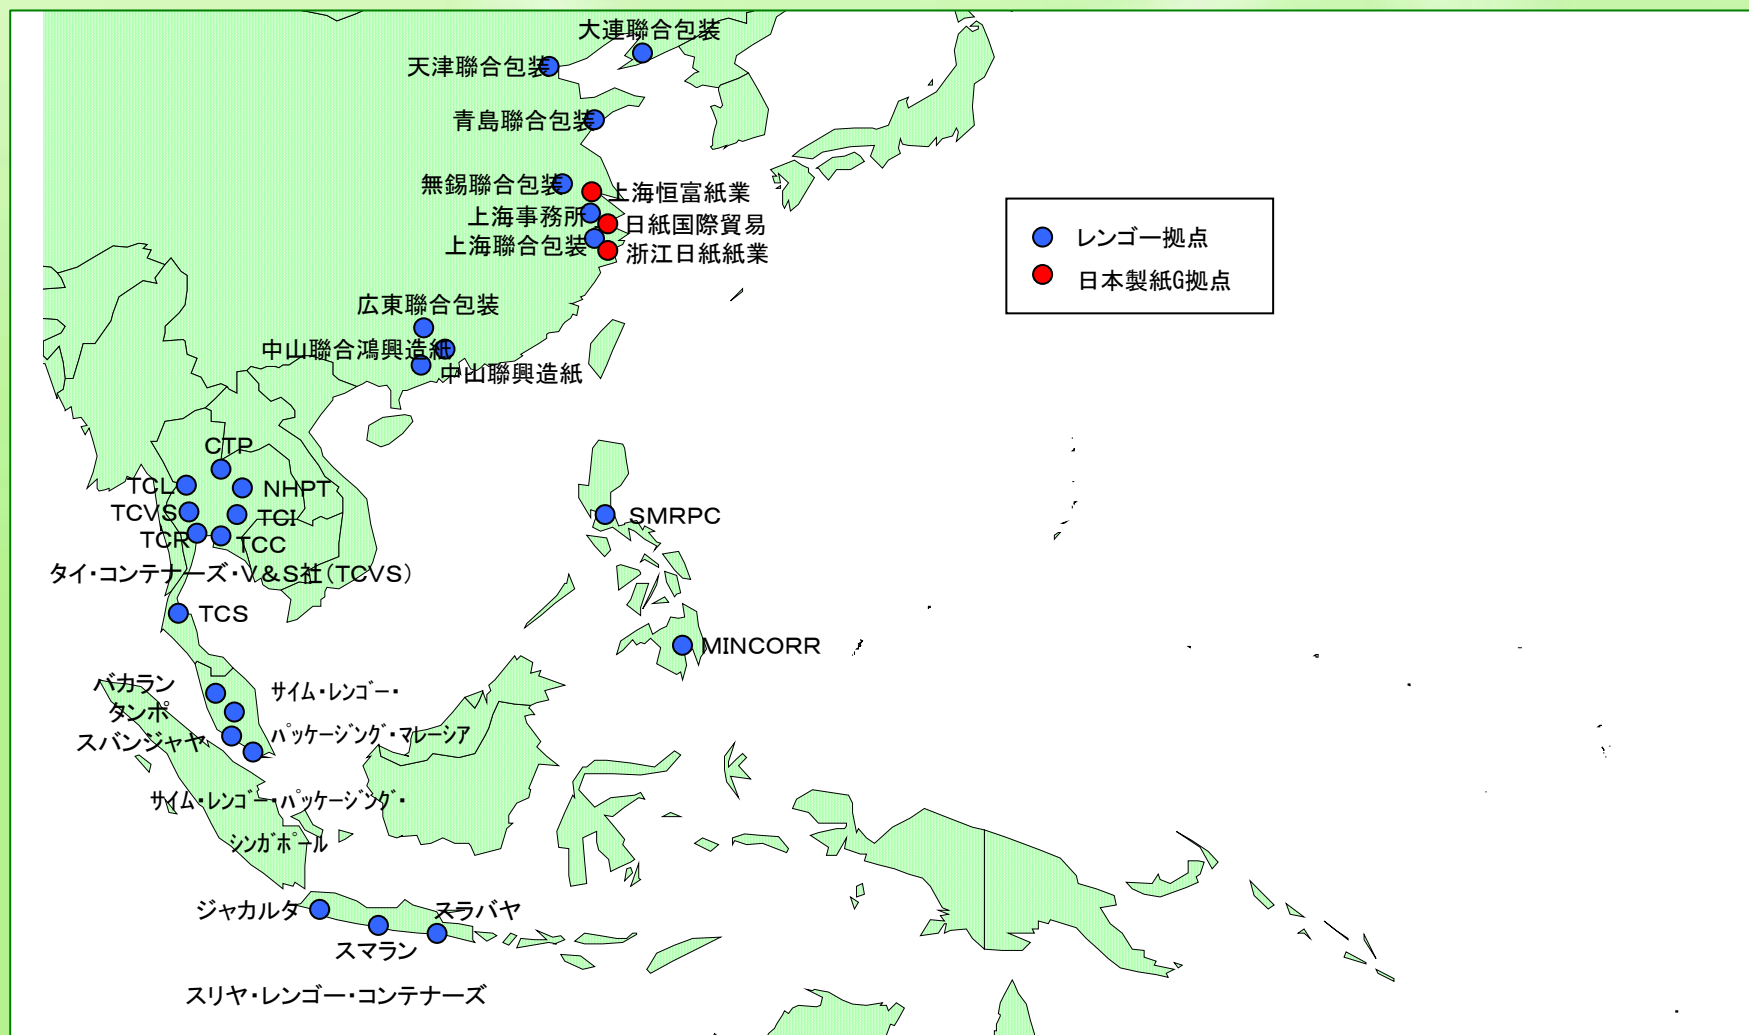 大連聯合包装
天津聯合包装
青島聯合包装
無錫聯合包装
上海恒富紙業
上海事務所
日紙国際貿易
上海聯合包装
浙江日紙紙業
レンゴー拠点
日本製紙G拠点
広東聯合包装
中山聯合鴻興造紙
中山聯興造紙
CTP
TCL
NHPT
TCVS
TCI
TCR
TCC
SMRPC
タイ・コンテナーズ・V&S社(TCVS)
TCS
MINCORR
バカラン
サイム・レンゴー・
タンポ
パッケージング・マレーシア
スバンジャヤ
サイム・レンゴー・パッケージング・
シンガポール
ジャカルタ
スラバヤ
スマラン
スリヤ・レンゴー・コンテナーズ